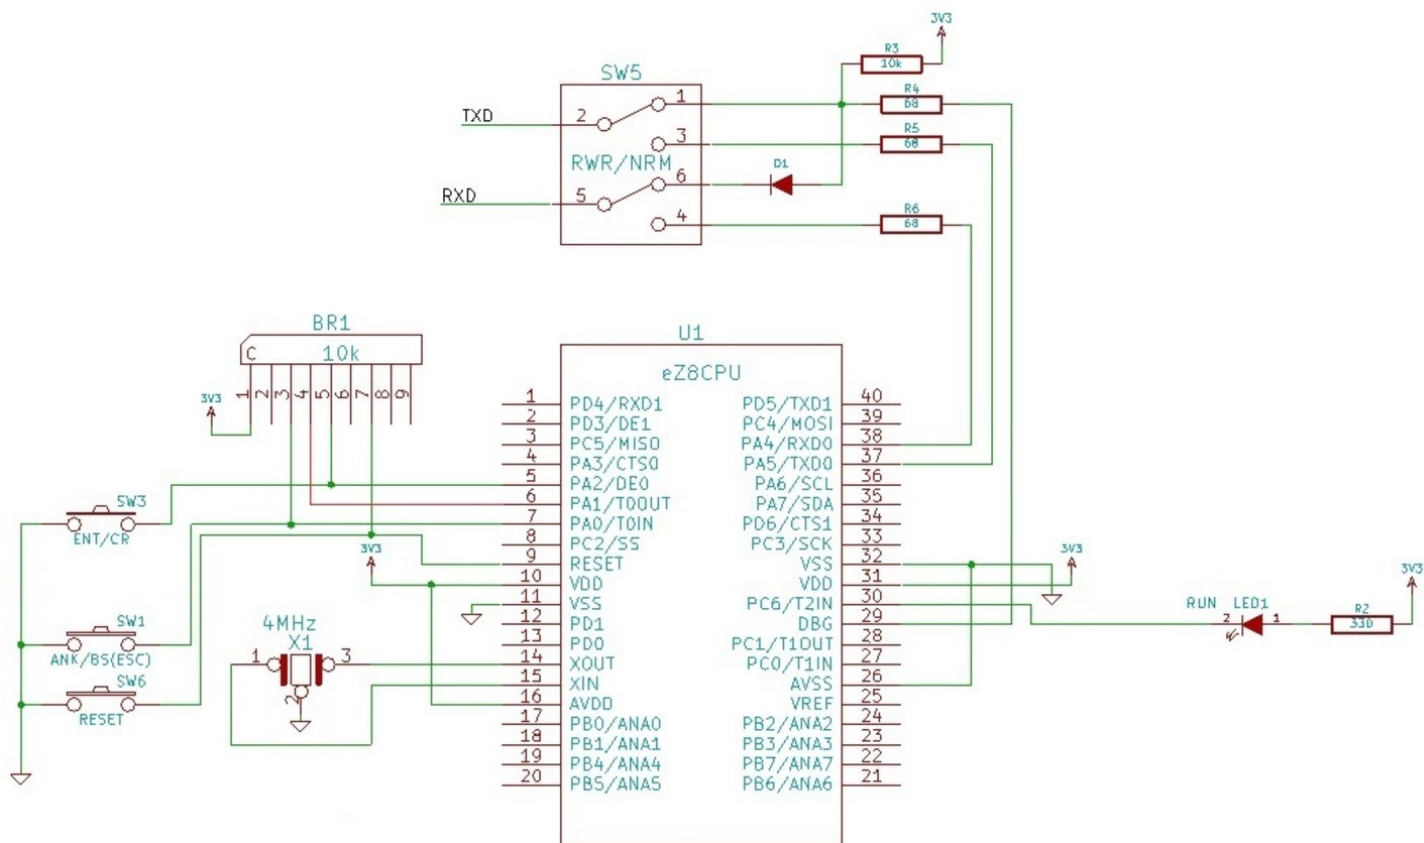 3V3
R3
10k
SW5
TXD
2
1
R4
68
3
R5
68
RWR/NRM
D1
RXD
5
6
4
R6
68
BR1
C
10k
1 2 3 4 5 6 7 8 9
3V3
U1
eZ8CPU
1 PD4/RXD1 PD5/TXD1 40
2 PD3/DE1 PC4/MOSI 39
3 PC5/MISO PA4/RXD0 38
4 PA3/CTS0 PA5/TXD0 37
5 PA2/DE0 PA6/SCL 36
6 PA1/T0OUT PA7/SDA 35
7 PA0/T0IN PD6/CTS1 34
8 PC2/SS PC3/SCK 33
9 RESET VSS 32
10 VDD VDD 31
11 VSS PC6/T2IN 30
12 PD1 DBG 29
13 PD0 PC1/T1OUT 28
14 XOUT PC0/T1IN 27
15 XIN AVSS 26
16 AVDD VREF 25
17 PB0/ANA0 PB2/ANA2 24
18 PB1/ANA1 PB3/ANA3 23
19 PB4/ANA4 PB7/ANA7 22
20 PB5/ANA5 PB6/ANA6 21
SW3
ENT/CR
3V3
SW1
ANK/BS(ESC)
SW6
RESET
4MHz
X1
1
3
2
3V3
RUN LED1
2
1
R2
330
3V3